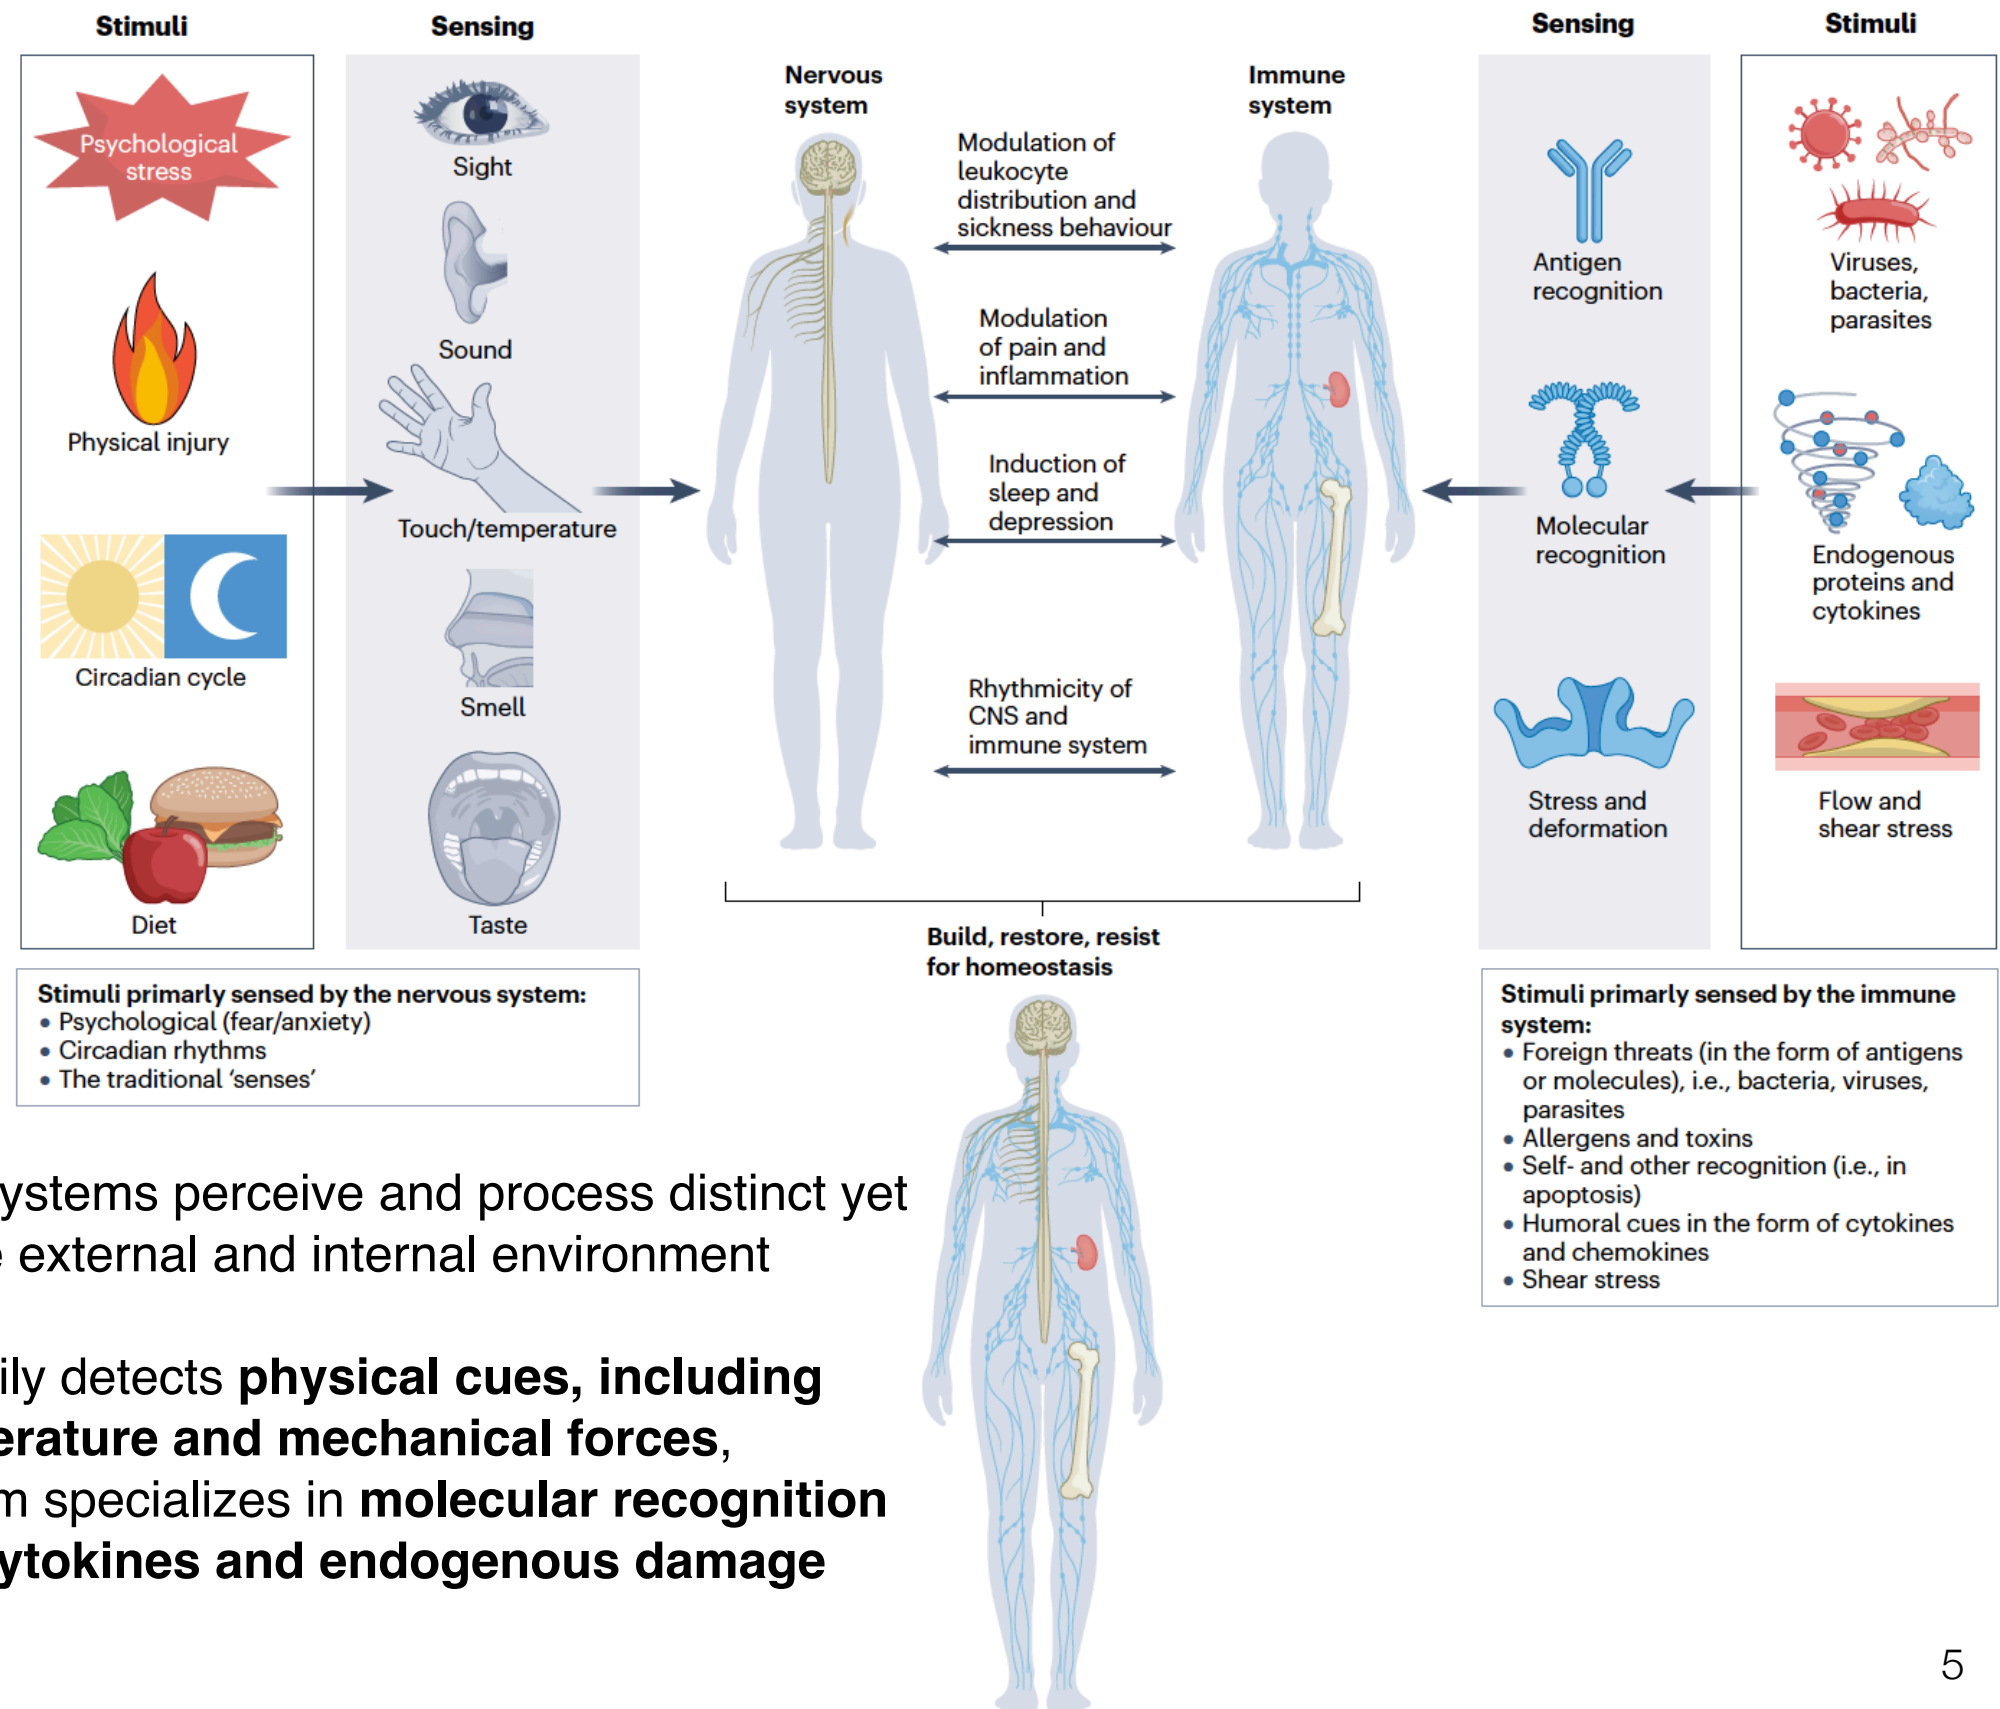 Stimuli
Psychological
stress
Physical injury
Circadian cycle
Diet
Sensing
Sight
Sound
Touch/temperature
Smell
Taste
Nervous
system
Modulation of
leukocyte
distribution and
sickness behaviour
Modulation
of pain and
inflammation
Induction of
sleep and
depression
Rhythmicity of
CNS and
immune system
Immune
system
Sensing
Antigen
recognition
Molecular
recognition
Stress and
deformation
Stimuli
Viruses,
bacteria,
parasites
Endogenous
proteins and
cytokines
Flow and
shear stress
Build, restore, resist
for homeostasis
Stimuli primarly sensed by the nervous system:
• Psychological (fear/anxiety)
• Circadian rhythms
• The traditional ‘senses’
Stimuli primarly sensed by the immune
system:
• Foreign threats (in the form of antigens
or molecules), i.e., bacteria, viruses,
parasites
• Allergens and toxins
• Self- and other recognition (i.e., in
apoptosis)
• Humoral cues in the form of cytokines
and chemokines
• Shear stress
ystems perceive and process distinct yet
external and internal environment
ily detects physical cues, including
erature and mechanical forces,
m specializes in molecular recognition
ytokines and endogenous damage
5